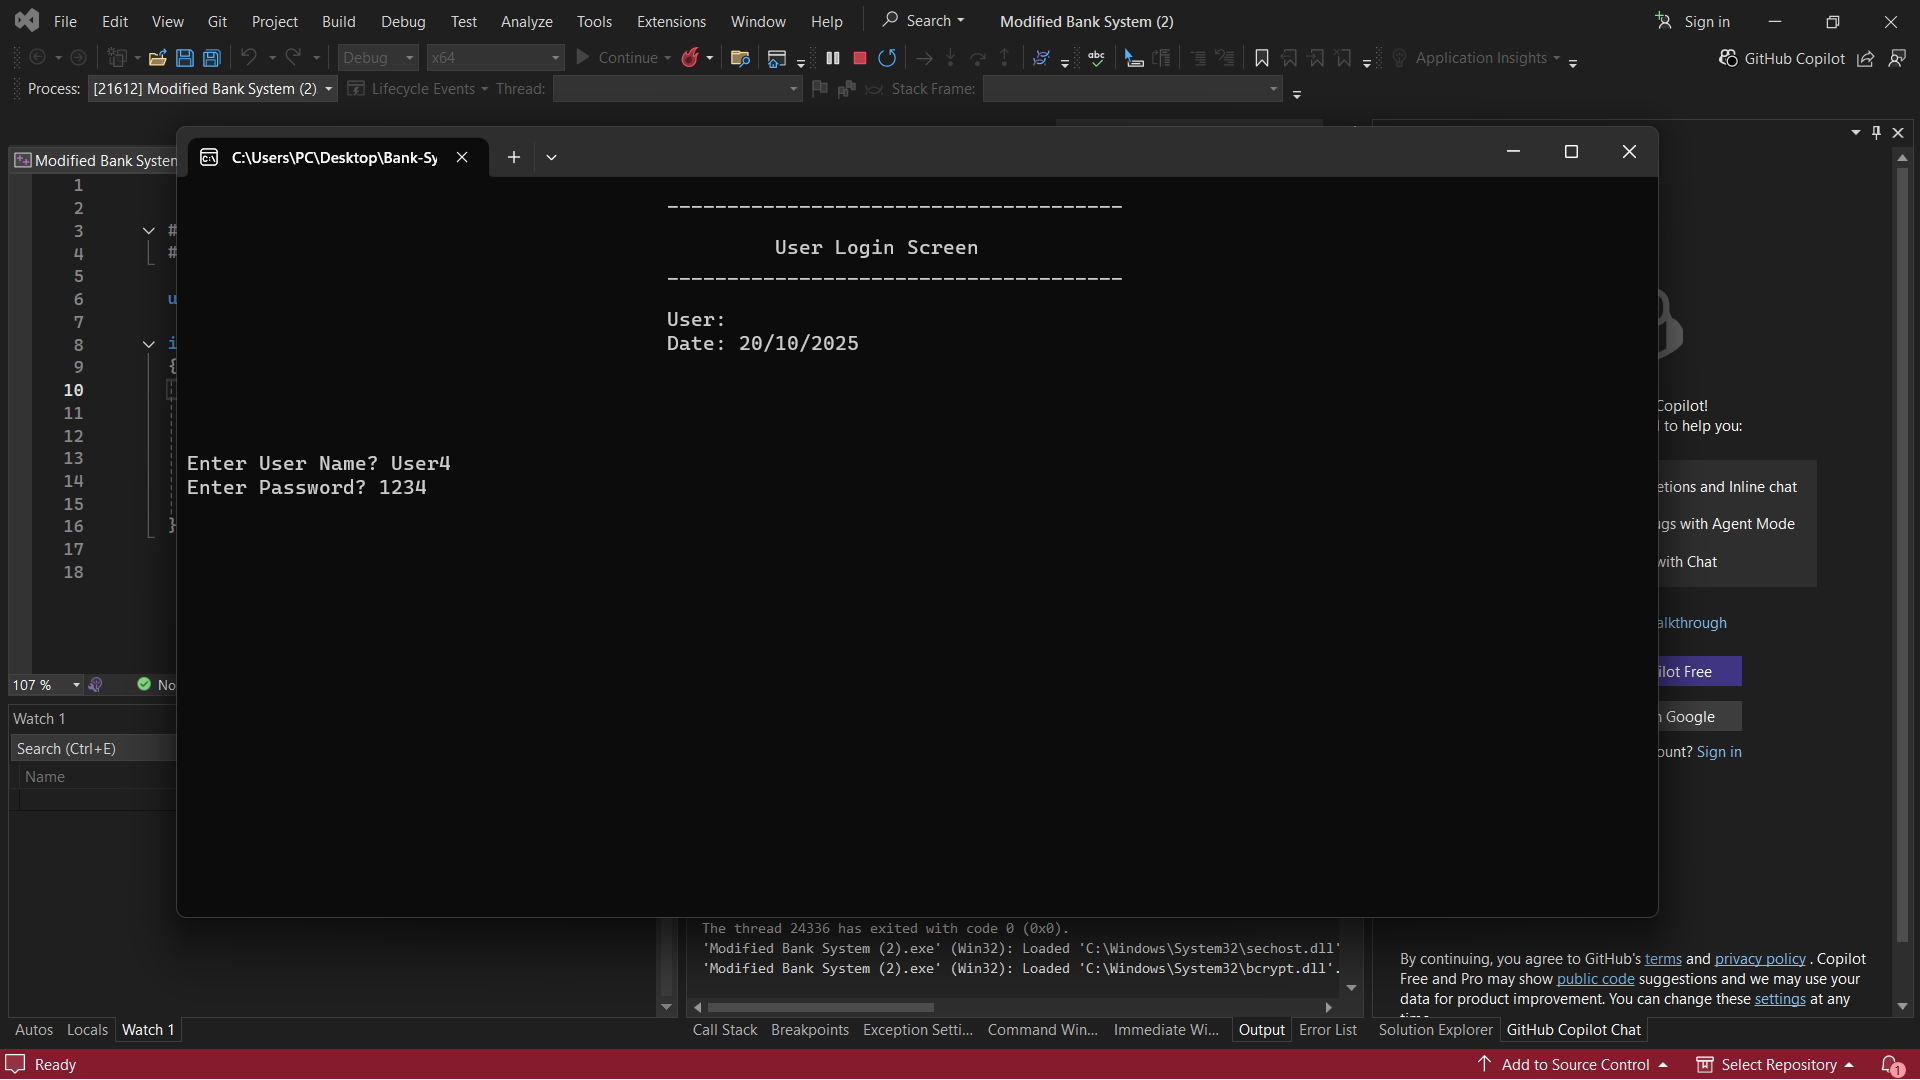 File Edit View Git Project Build Debug Test Analyze Tools Extensions Window Help Search Modified Bank System (2) Sign in
Debug x64 Continue Application Insights GitHub Copilot
Process: [21612] Modified Bank System (2). Lifecycle Events Thread: Stack Frame:
Modified Bank System
C:\Users\PC\Desktop\Bank-Sy
1
2
3 #
4 #
5
6 u
7
8 i
9 {
10
11
12
13
14
15
16 }
17
18
-------------------------------------
User Login Screen
-------------------------------------
User:
Date: 20/10/2025
Enter User Name? User4
Enter Password? 1234
Copilot!
to help you:
etions and Inline chat
ugs with Agent Mode
with Chat
alkthrough
ilot Free
Google
ount? Sign in
107 % No
Watch 1
Search (Ctrl+E)
Name
The thread 24336 has exited with code 0 (0x0).
'Modified Bank System (2).exe' (Win32): Loaded 'C:\Windows\System32\sechost.dll'
'Modified Bank System (2).exe' (Win32): Loaded 'C:\Windows\System32\bcrypt.dll'.
By continuing, you agree to GitHub's terms and privacy policy . Copilot
Free and Pro may show public code suggestions and we may use your
data for product improvement. You can change these settings at any
time.
Autos Locals Watch 1
Call Stack Breakpoints Exception Setti... Command Win... Immediate Wi... Output Error List
Solution Explorer GitHub Copilot Chat
Ready Add to Source Control Select Repository 1